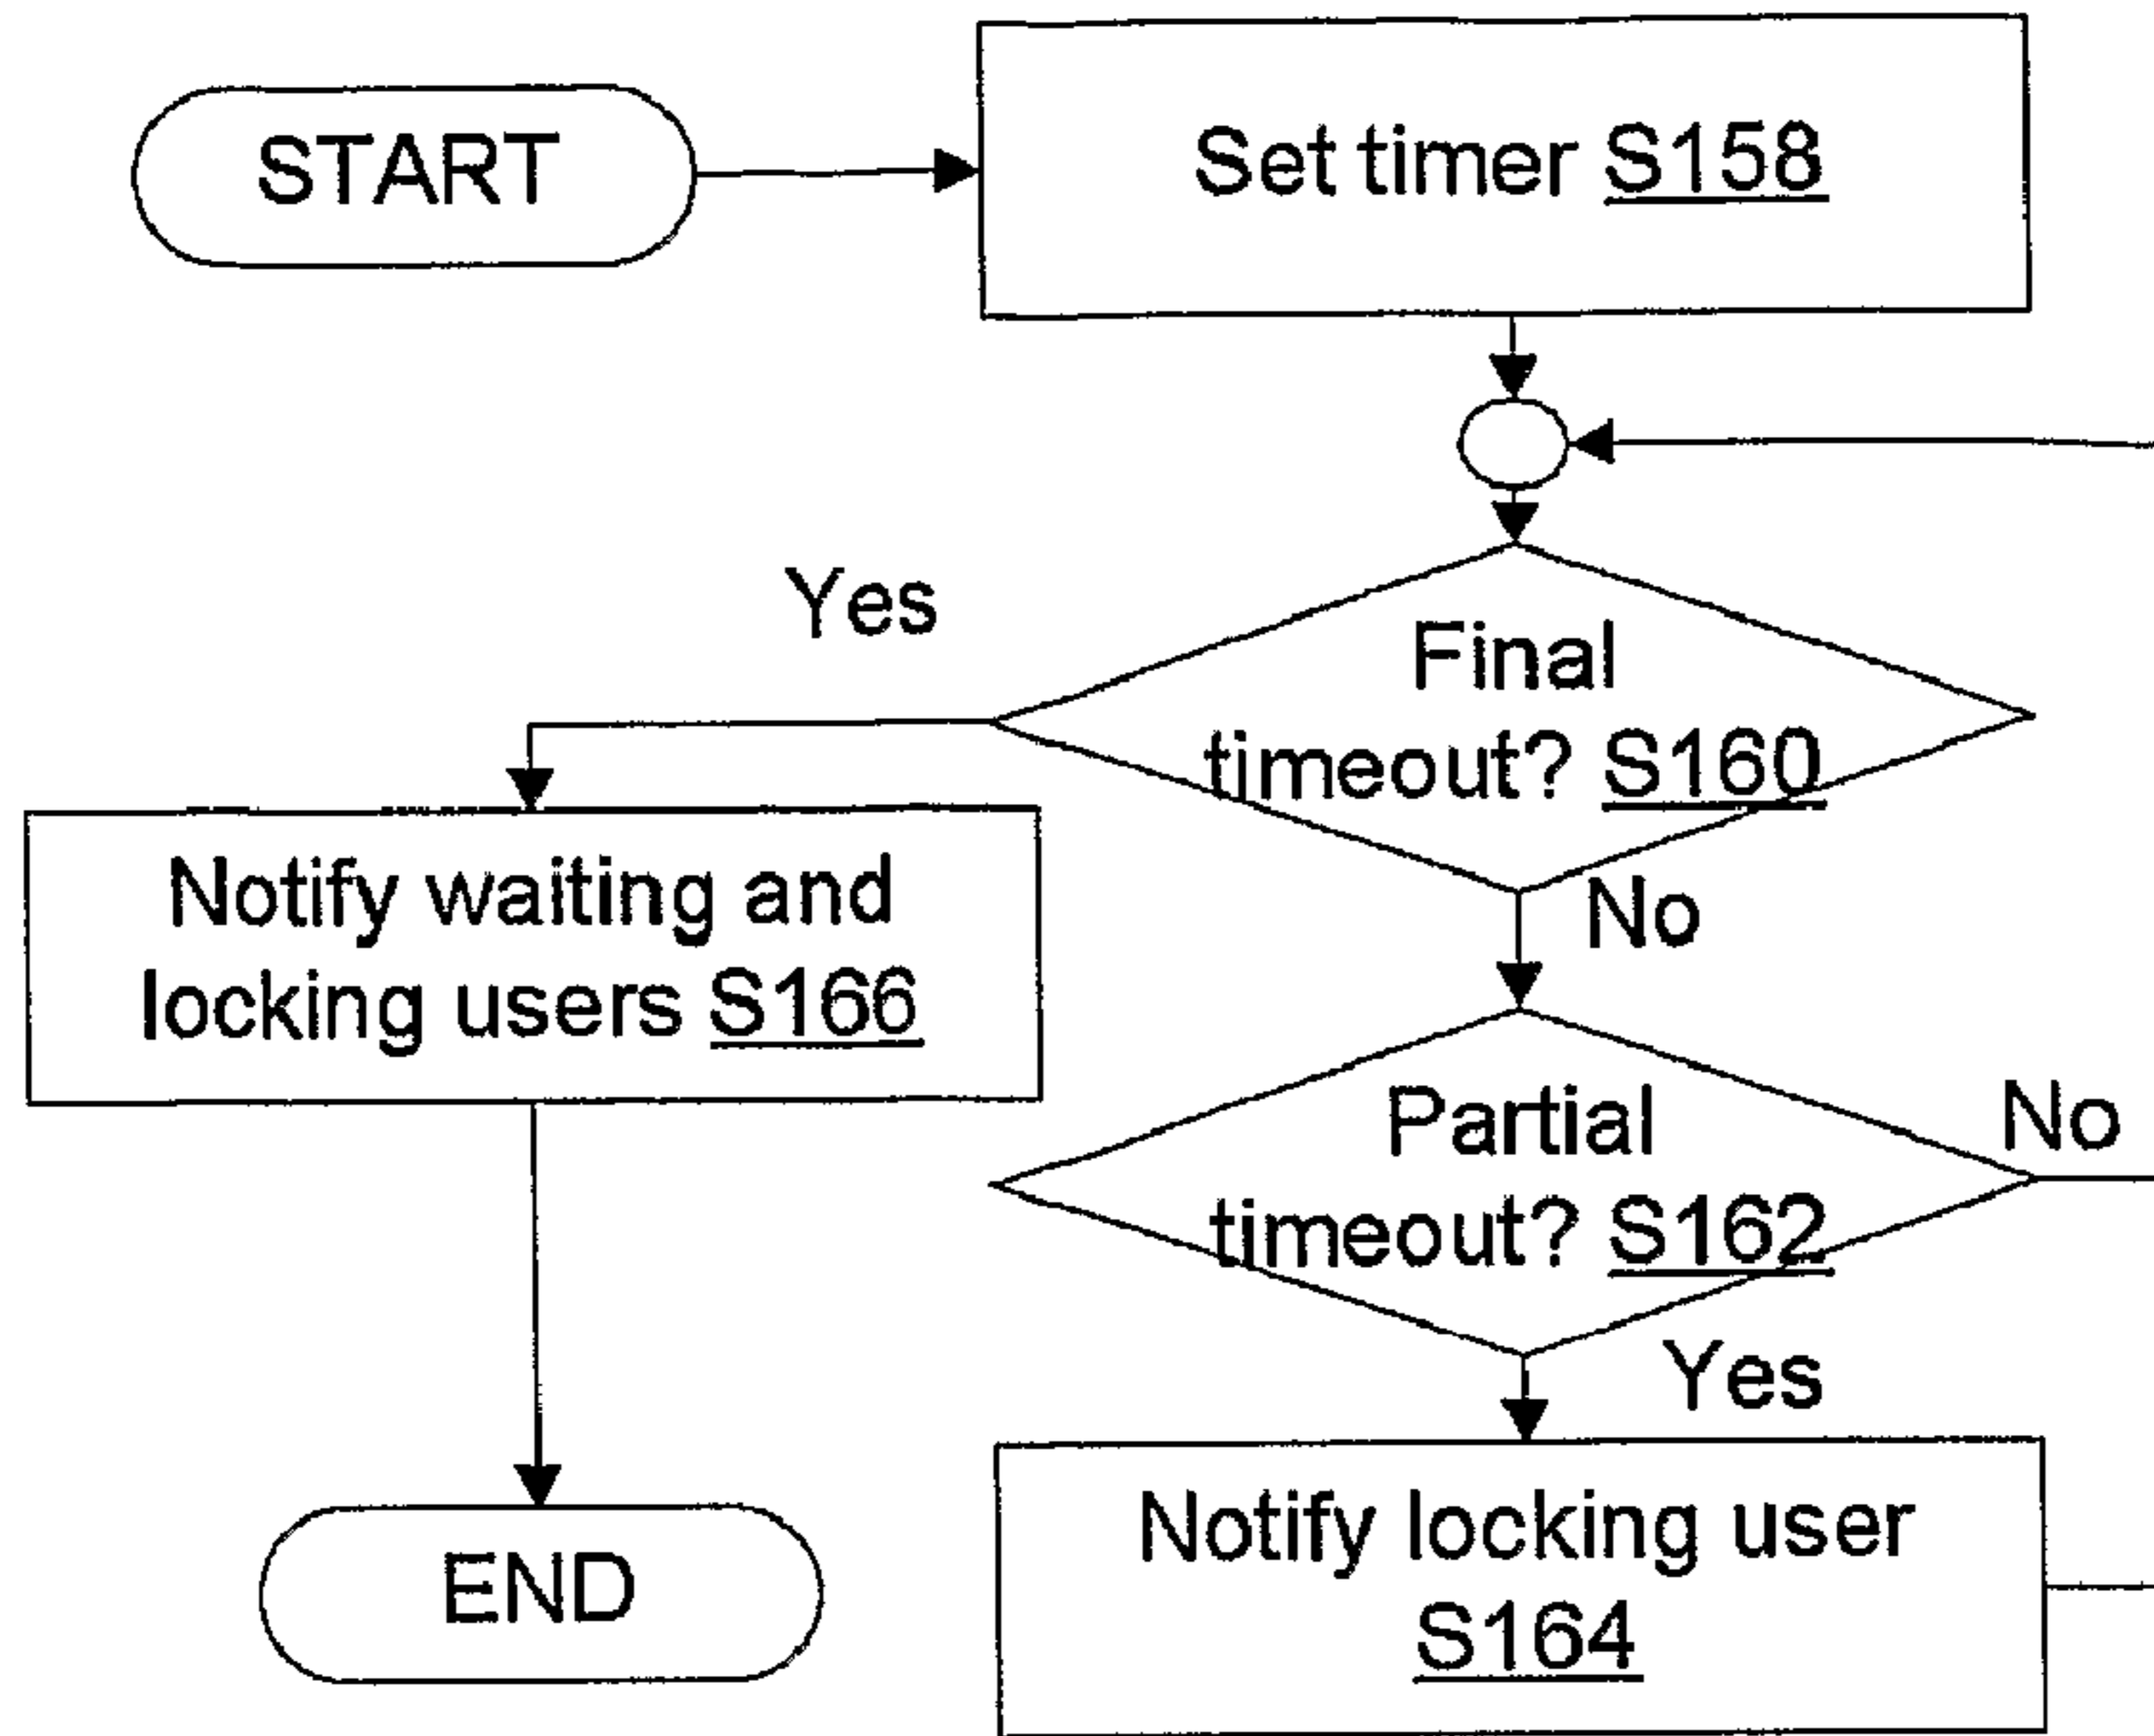 START
Set timer S158
Yes
Final
timeout? S160
Notify waiting and
locking users S166
No
Partial
timeout? S162
No
Yes
Notify locking user
S164
END